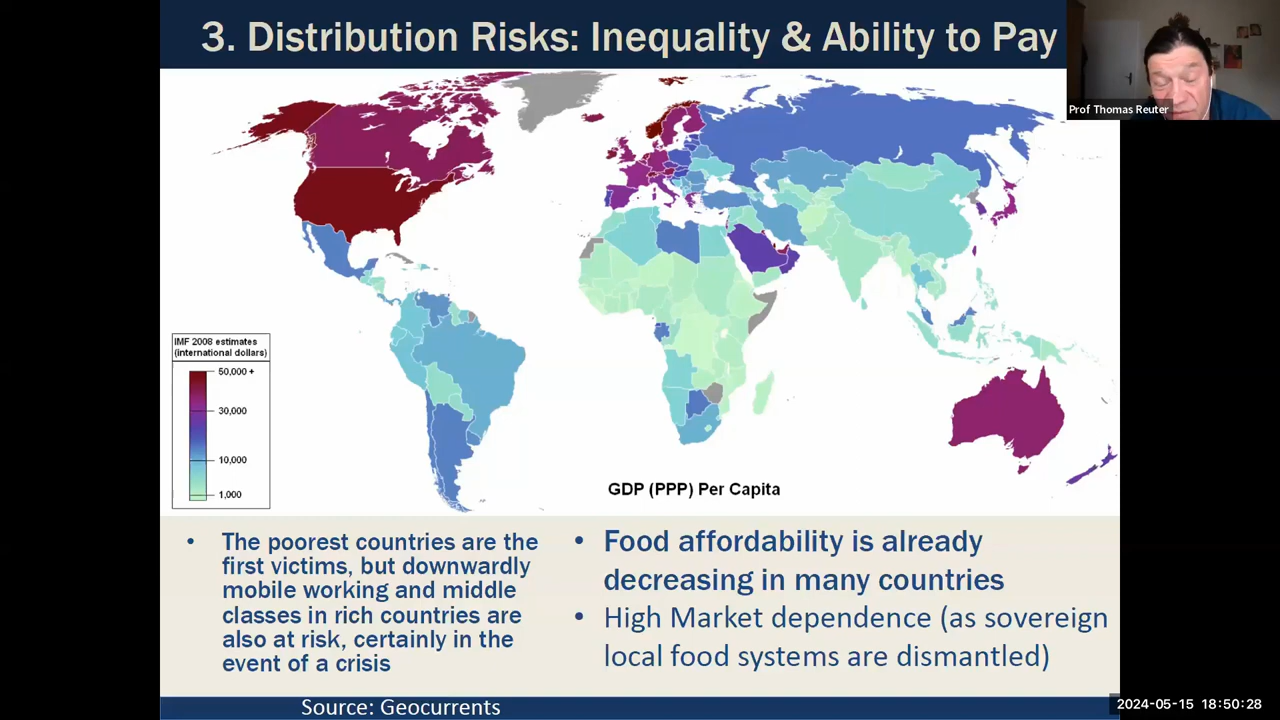 3. Distribution Risks: Inequality & Ability to Pay
Prof Thomas Reuter
IMF 2008 estimates
(international dollars)
50,000 +
30,000
10,000
1,000
GDP (PPP) Per Capita
• The poorest countries are the
first victims, but downwardly
mobile working and middle
classes in rich countries are
also at risk, certainly in the
event of a crisis
• Food affordability is already
decreasing in many countries
• High Market dependence (as sovereign
local food systems are dismantled)
Source: Geocurrents
2024-05-15 18:50:28